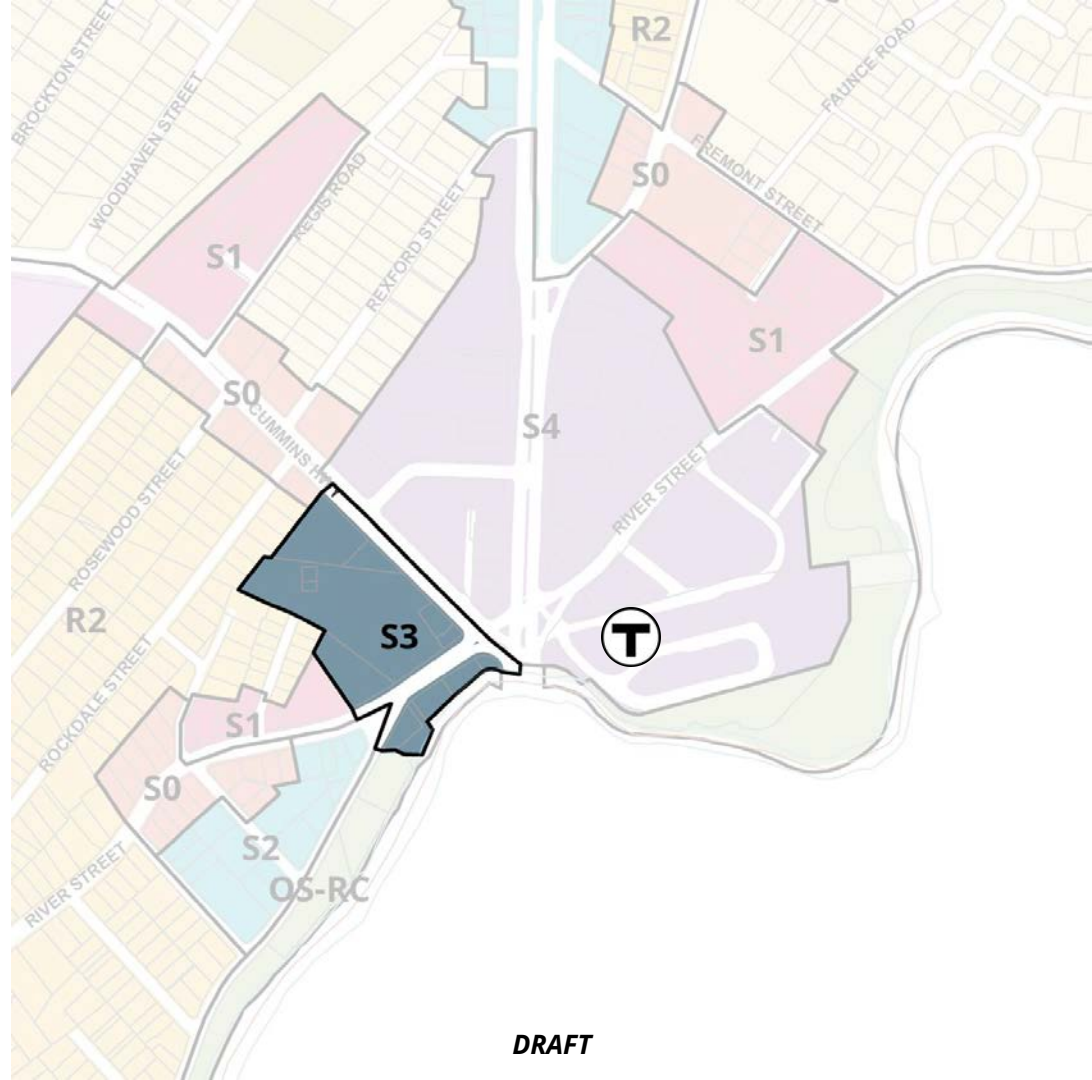 R2
BROCKTON STREET
FAUNCE ROAD
WOODHAVEN STREET
FREMONT STREET
S0
REGIS ROAD
S1
REXFORD STREET
S1
S0
CUMMINS
S4
RIVER STREET
ROSEWOOD STREET
R2
S3
T
ROCKDALE STREET
S1
S0
S2
OS-RC
RIVER STREET
DRAFT